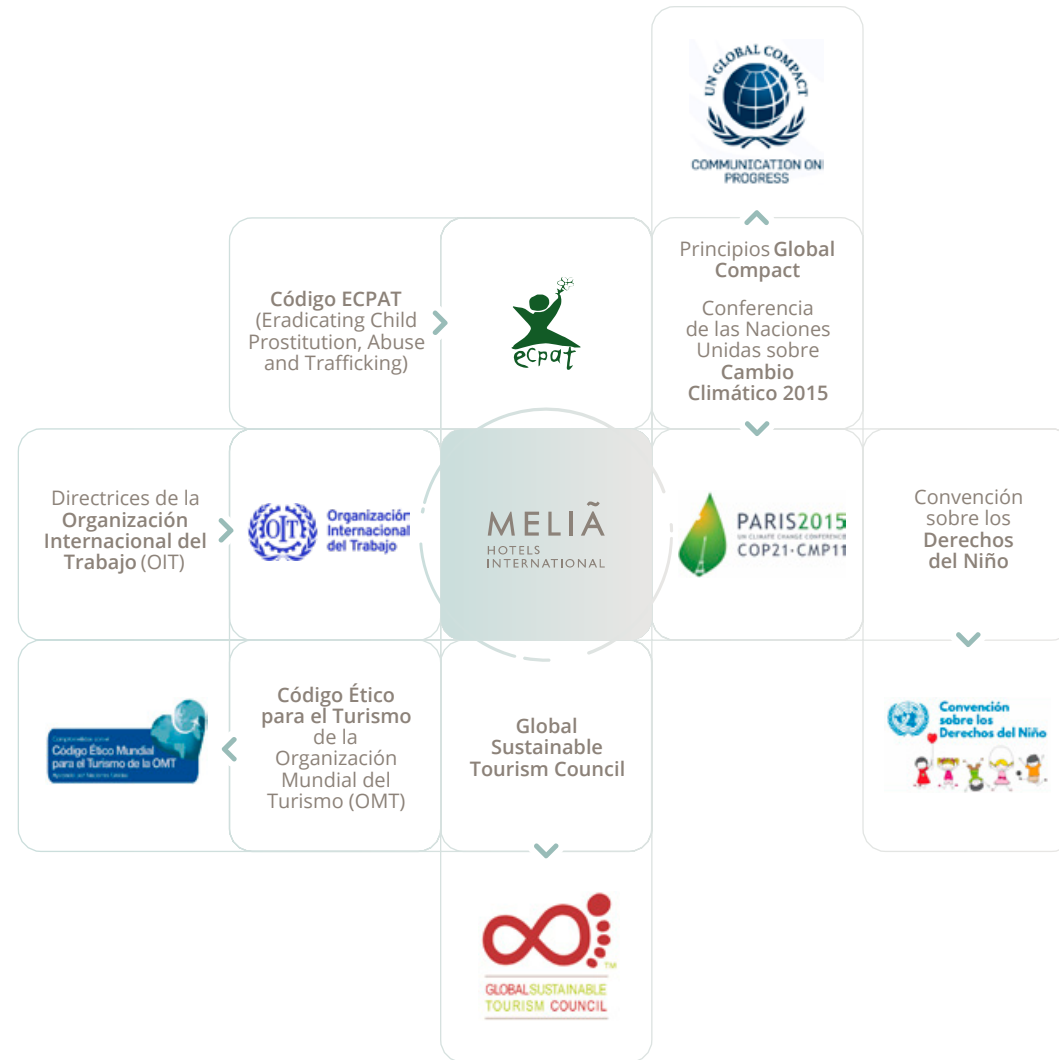 UN GLOBAL COMPACT
COMMUNICATION ON
PROGRESS
Código ECPAT
(Eradicating Child
Prostitution, Abuse
and Trafficking)
ecpat
Principios Global
Compact
Conferencia
de las Naciones
Unidas sobre
Cambio
Climático 2015
Directrices de la
Organización
Internacional del
Trabajo (OIT)
OIT
Organización
Internacional
del Trabajo
MELIÃ
HOTELS
INTERNATIONAL
PARIS2015
UN CLIMATE CHANGE CONFERENCE
COP21·CMP11
Convención
sobre los
Derechos
del Niño
Código Ético Mundial
para el Turismo de la OMT
Código Ético
para el Turismo
de la
Organización
Mundial del
Turismo (OMT)
Global
Sustainable
Tourism Council
Convención
sobre los
Derechos del Niño
TM
GLOBAL SUSTAINABLE
TOURISM COUNCIL